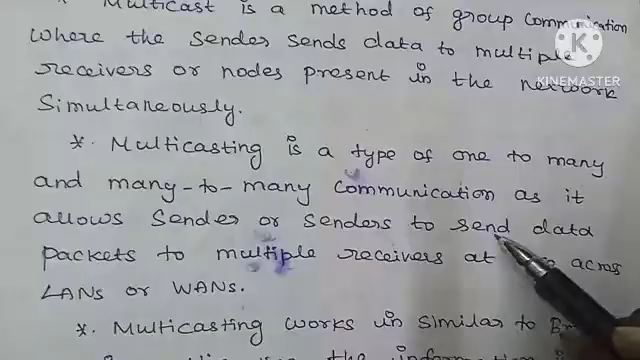 * Multicast is a method of group communication
where the sender sends data to multiple
receivers or nodes present in the network
Simultaneously.
*. Multicasting is a type of one to many
and many-to-many communication as it
allows Sender or senders to send data
packets to multiple receivers at across
LANs or WANs.
*. Multicasting works in similar to
KINEMASTER